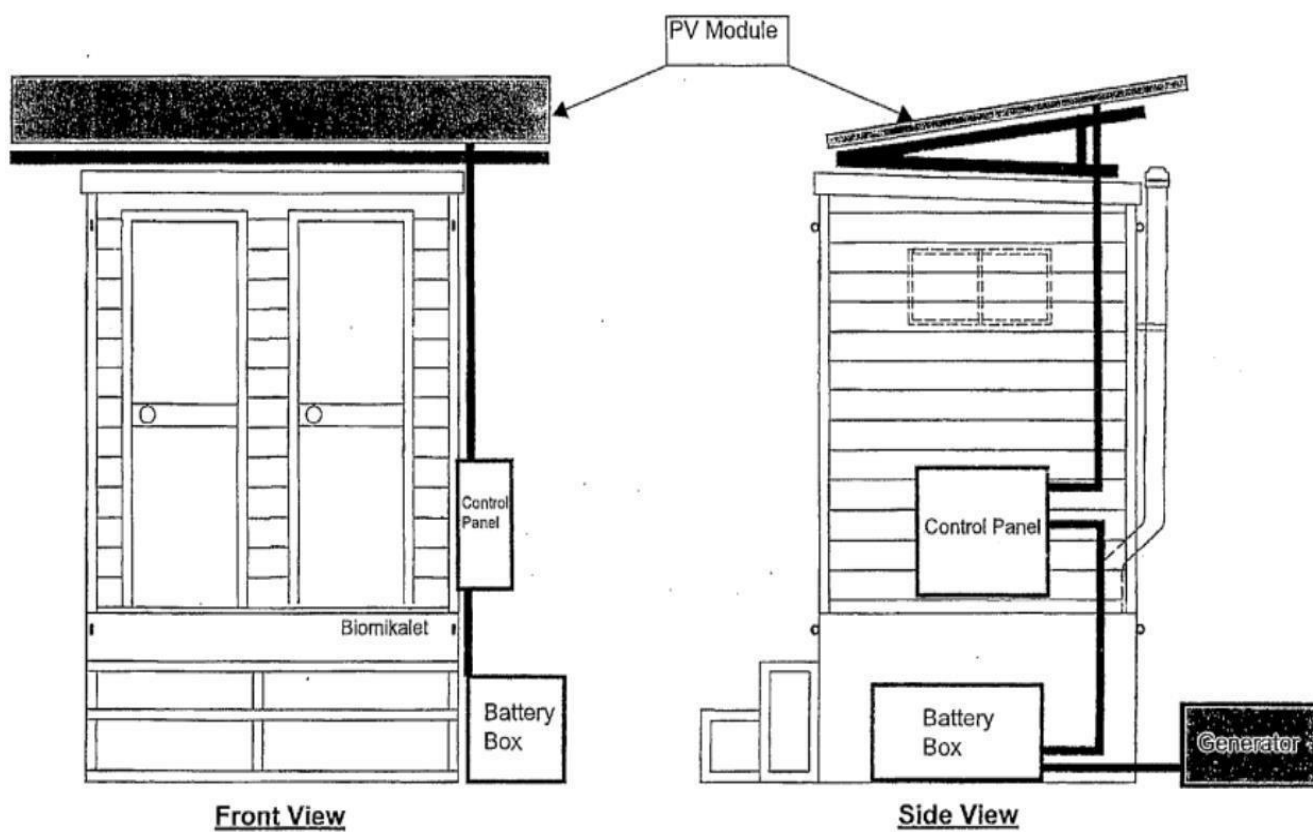 PV Module
Control
Panel
Biomikalet
Battery
Box
Front View
Control Panel
Battery
Box
Generator
Side View